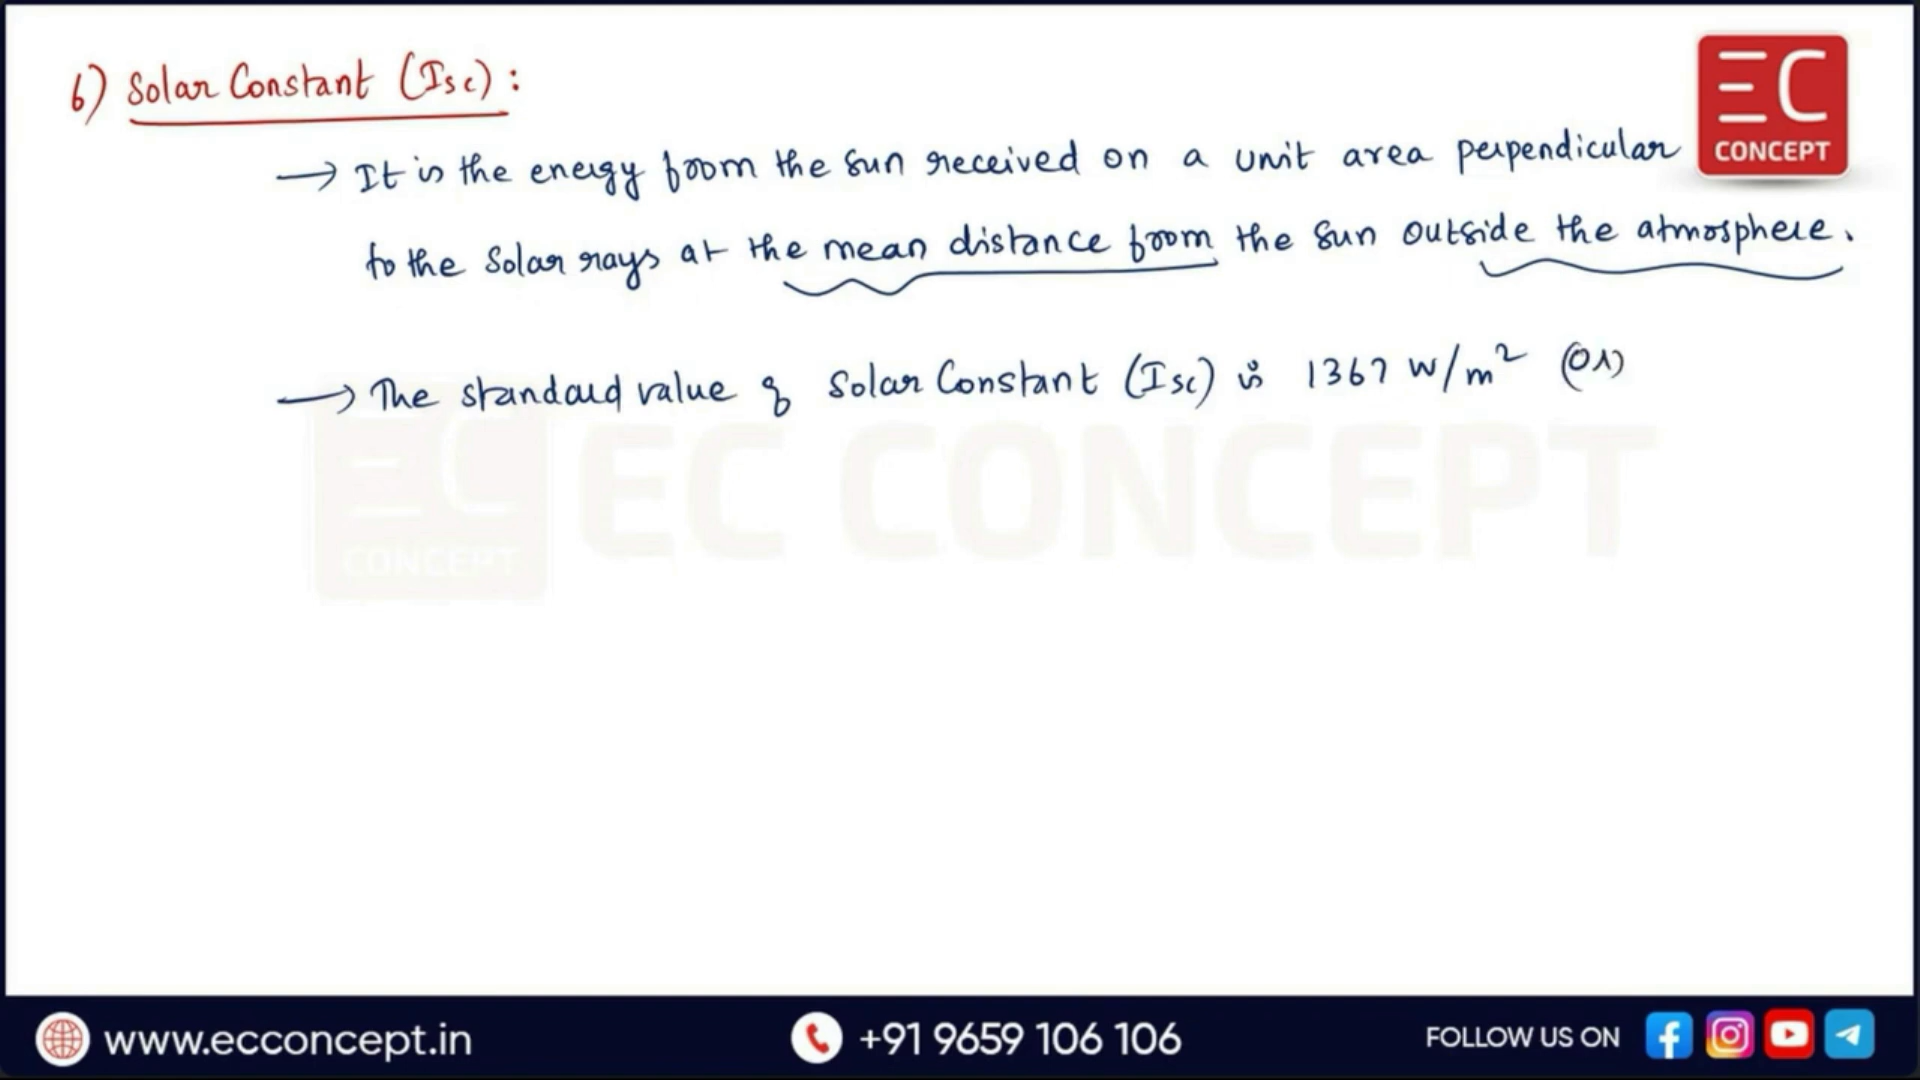 6) Solar Constant (Isc) :
→ It is the energy from the sun received on a unit area perpendicular
to the solar rays at the mean distance from the sun outside the atmosphere.
→ The standard value of Solar Constant (Isc) is 1367 W/m² (or)
EC
CONCEPT
EC CONCEPT
CONCEPT
www.ecconcept.in
+91 9659 106 106
FOLLOW US ON